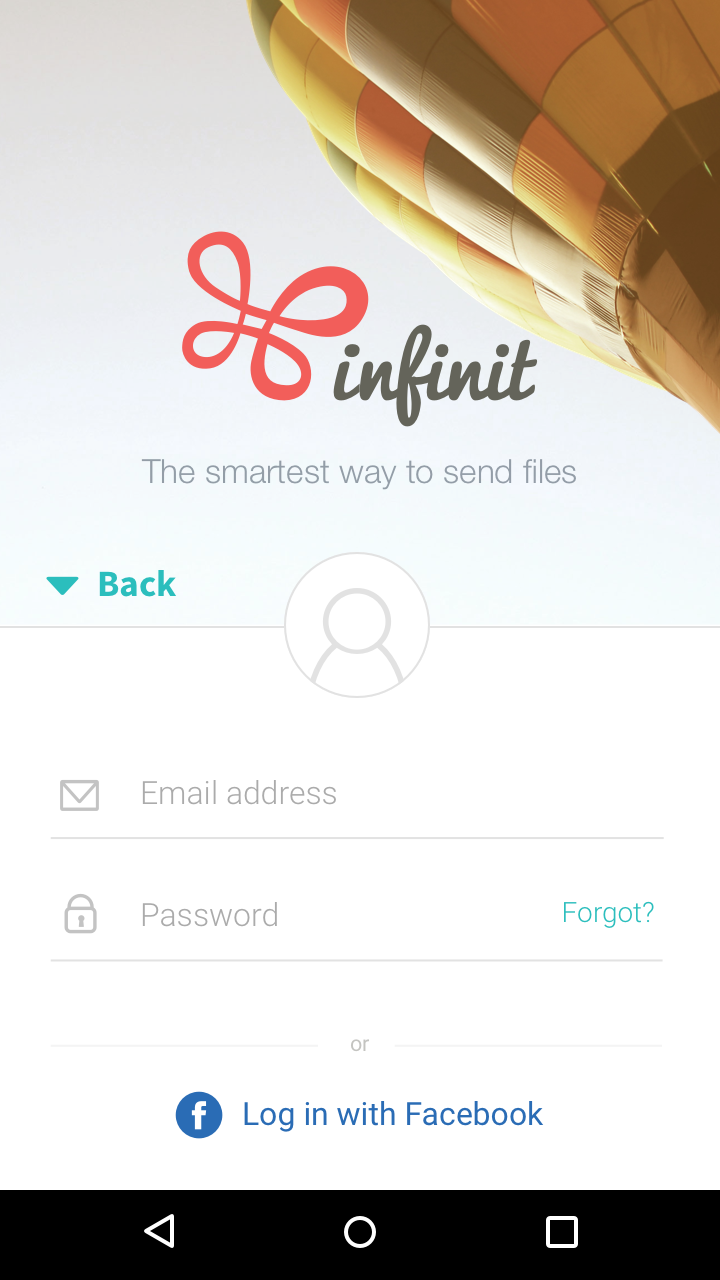 infinit
The smartest way to send files
Back
Email address
Password
Forgot?
or
f
Log in with Facebook